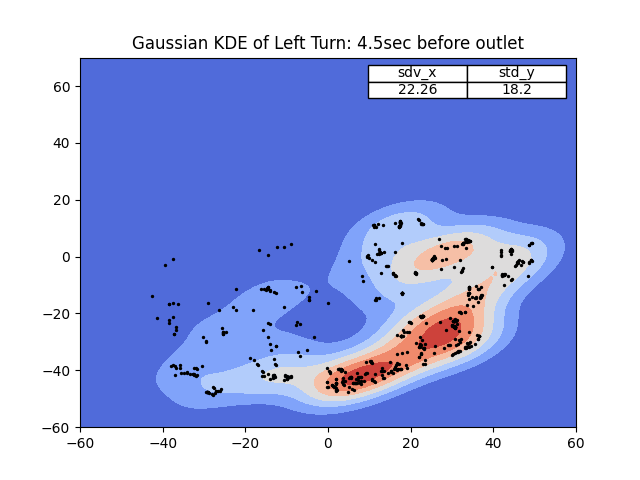 Gaussian KDE of Left Turn: 4.5sec before outlet
sdv_x std_y
22.26 18.2
60
40
20
0
−20
−40
−60
−60 −40 −20 0 20 40 60